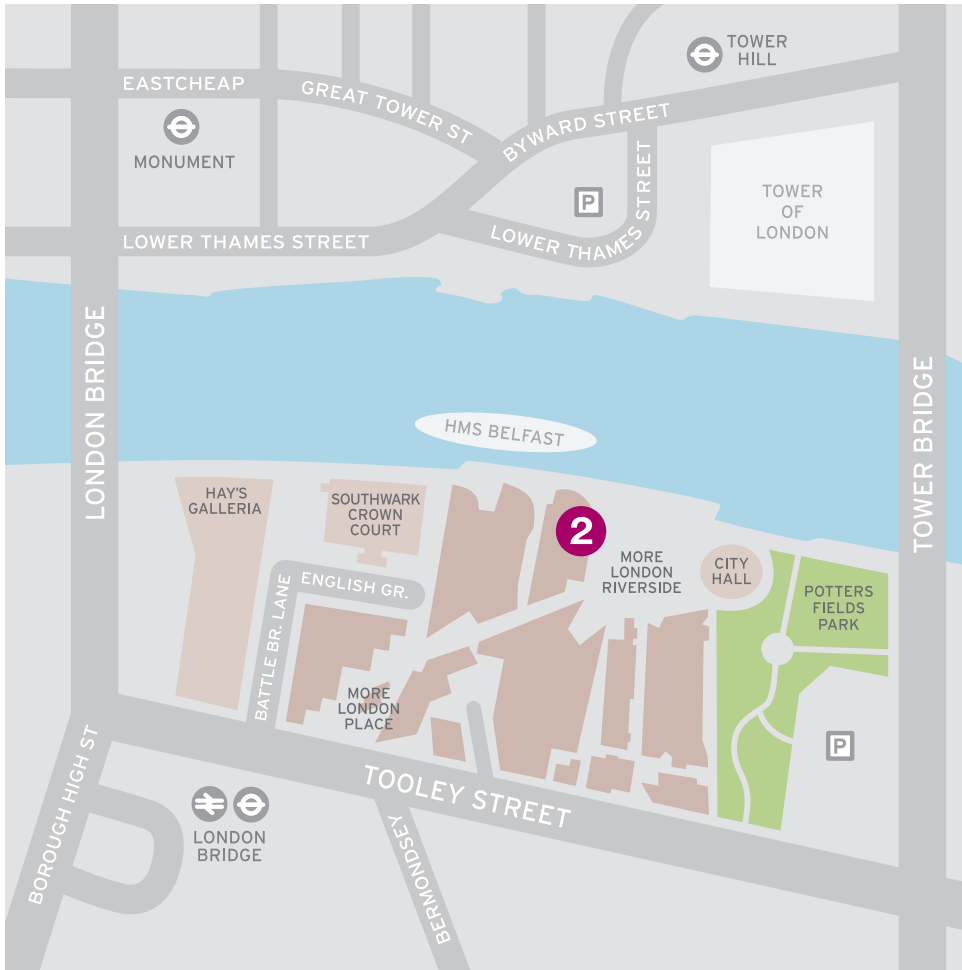 TOWER
HILL
EASTCHEAP
GREAT TOWER ST
BYWARD STREET
MONUMENT
P
TOWER
OF
LONDON
LOWER THAMES STREET
LOWER THAMES STREET
LONDON BRIDGE
TOWER BRIDGE
HMS BELFAST
HAY'S
GALLERIA
SOUTHWARK
CROWN
COURT
2
MORE
LONDON
RIVERSIDE
CITY
HALL
POTTERS
FIELDS
PARK
ENGLISH GR.
BATTLE BR. LANE
MORE
LONDON
PLACE
P
TOOLEY STREET
BOROUGH HIGH ST
LONDON
BRIDGE
BERMONDSEY